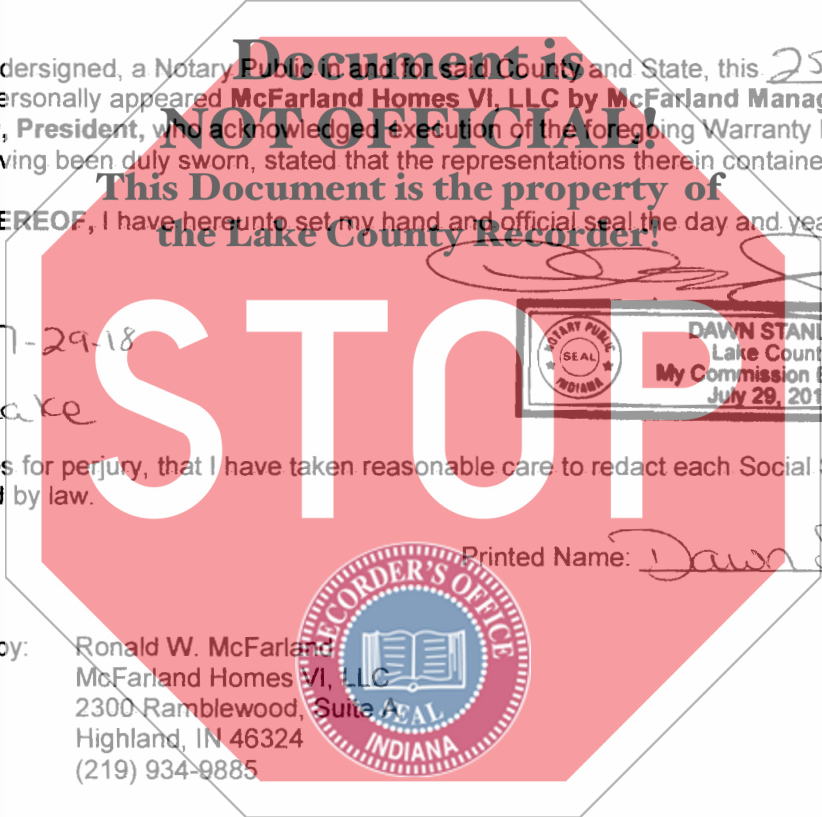 Document is
dersigned, a Notary Public in and for said County and State, this 25
ersonally appeared McFarland Homes VI, LLC by McFarland Manag
NOT OFFICIAL!
, President, who acknowledged execution of the foregoing Warranty
ving been duly sworn, stated that the representations therein containe
This Document is the property of
EREOF, I have hereunto set my hand and official seal the day and yea
the Lake County Recorder!
STOP
7-29-18
NOTARY PUBLIC
SEAL
INDIANA
DAWN STANL
Lake Count
My Commission E
July 29, 201
ake
s for perjury, that I have taken reasonable care to redact each Social S
d by law.
Printed Name: Dawn
RECORDER'S OFFICE
SEAL
INDIANA
by: Ronald W. McFarland
McFarland Homes VI, LLC
2300 Ramblewood, Suite A
Highland, IN 46324
(219) 934-9885